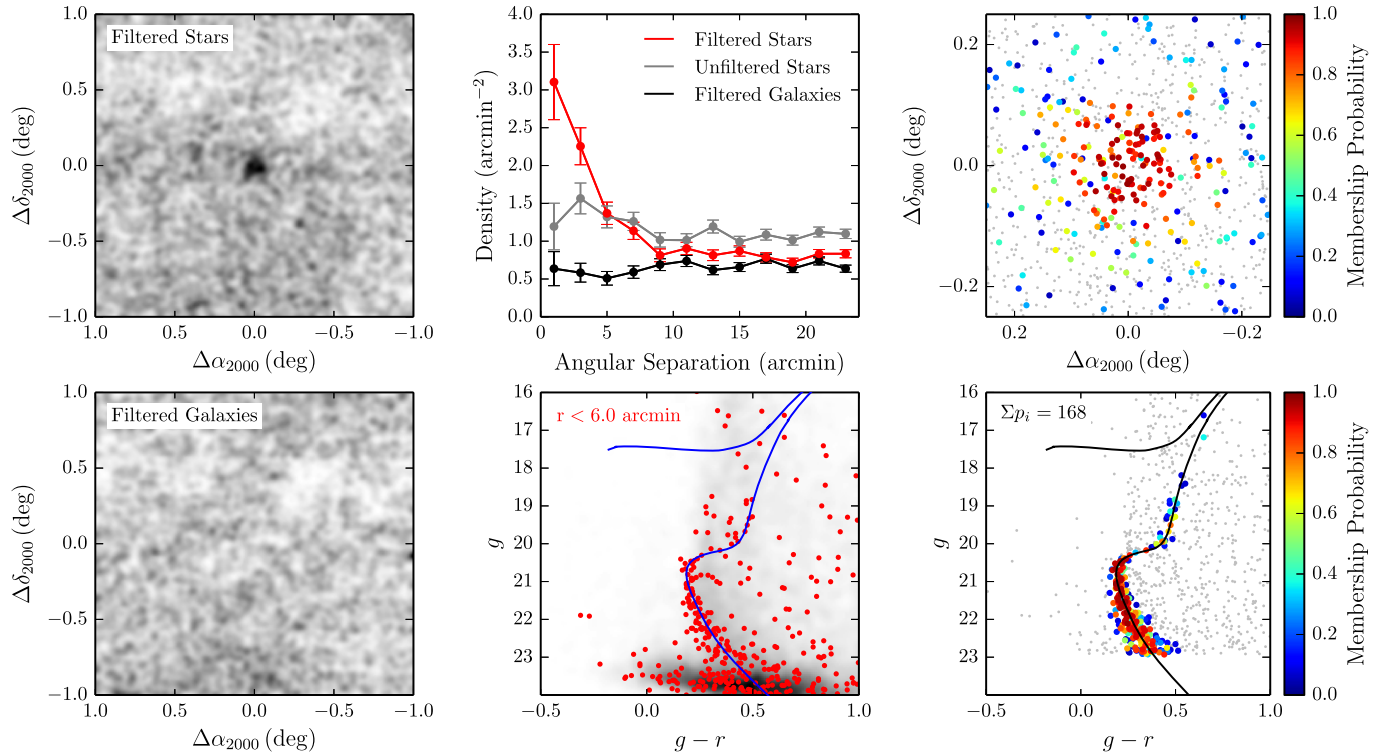 Filtered Stars
1.0
0.5
0.0
−0.5
−1.0
Δδ2000 (deg)
1.0 0.5 0.0 −0.5 −1.0
Δα2000 (deg)
Filtered Stars
Unfiltered Stars
Filtered Galaxies
4.0
3.5
3.0
2.5
2.0
1.5
1.0
0.5
0.0
Density (arcmin−2)
0 5 10 15 20
Angular Separation (arcmin)
0.2
0.0
−0.2
Δδ2000 (deg)
0.2 0.0 −0.2
Δα2000 (deg)
1.0
0.8
0.6
0.4
0.2
0.0
Membership Probability
Filtered Galaxies
1.0
0.5
0.0
−0.5
−1.0
Δδ2000 (deg)
1.0 0.5 0.0 −0.5 −1.0
Δα2000 (deg)
r < 6.0 arcmin
16
17
18
19
20
21
22
23
g
−0.5 0.0 0.5 1.0
g − r
Σpi = 168
16
17
18
19
20
21
22
23
g
−0.5 0.0 0.5 1.0
g − r
1.0
0.8
0.6
0.4
0.2
0.0
Membership Probability